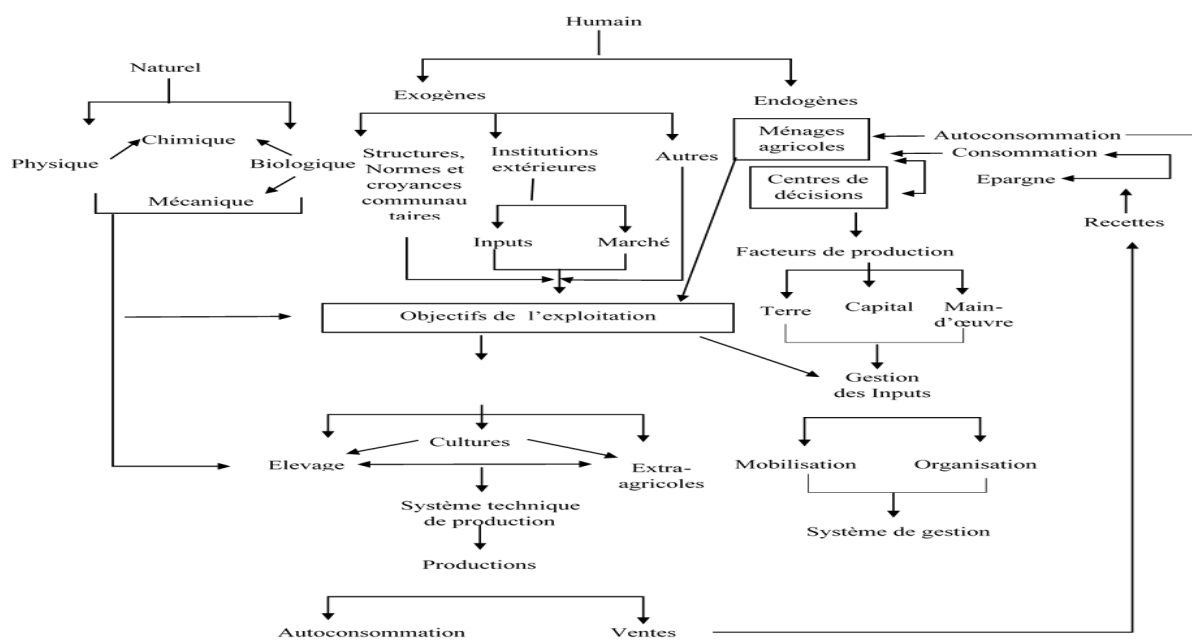 Humain
Naturel
Exogènes
Endogènes
Chimique
Physique
Biologique
Mécanique
Structures,
Normes et
croyances
communau
taires
Institutions
extérieures
Autres
Inputs
Marché
Ménages
agricoles
Centres de
décisions
Autoconsommation
Consommation
Epargne
Recettes
Facteurs de production
Terre
Capital
Main-
d’œuvre
Objectifs de l’exploitation
Gestion
des Inputs
Cultures
Elevage
Extra-
agricoles
Mobilisation
Organisation
Système technique
de production
Système de gestion
Productions
Autoconsommation
Ventes